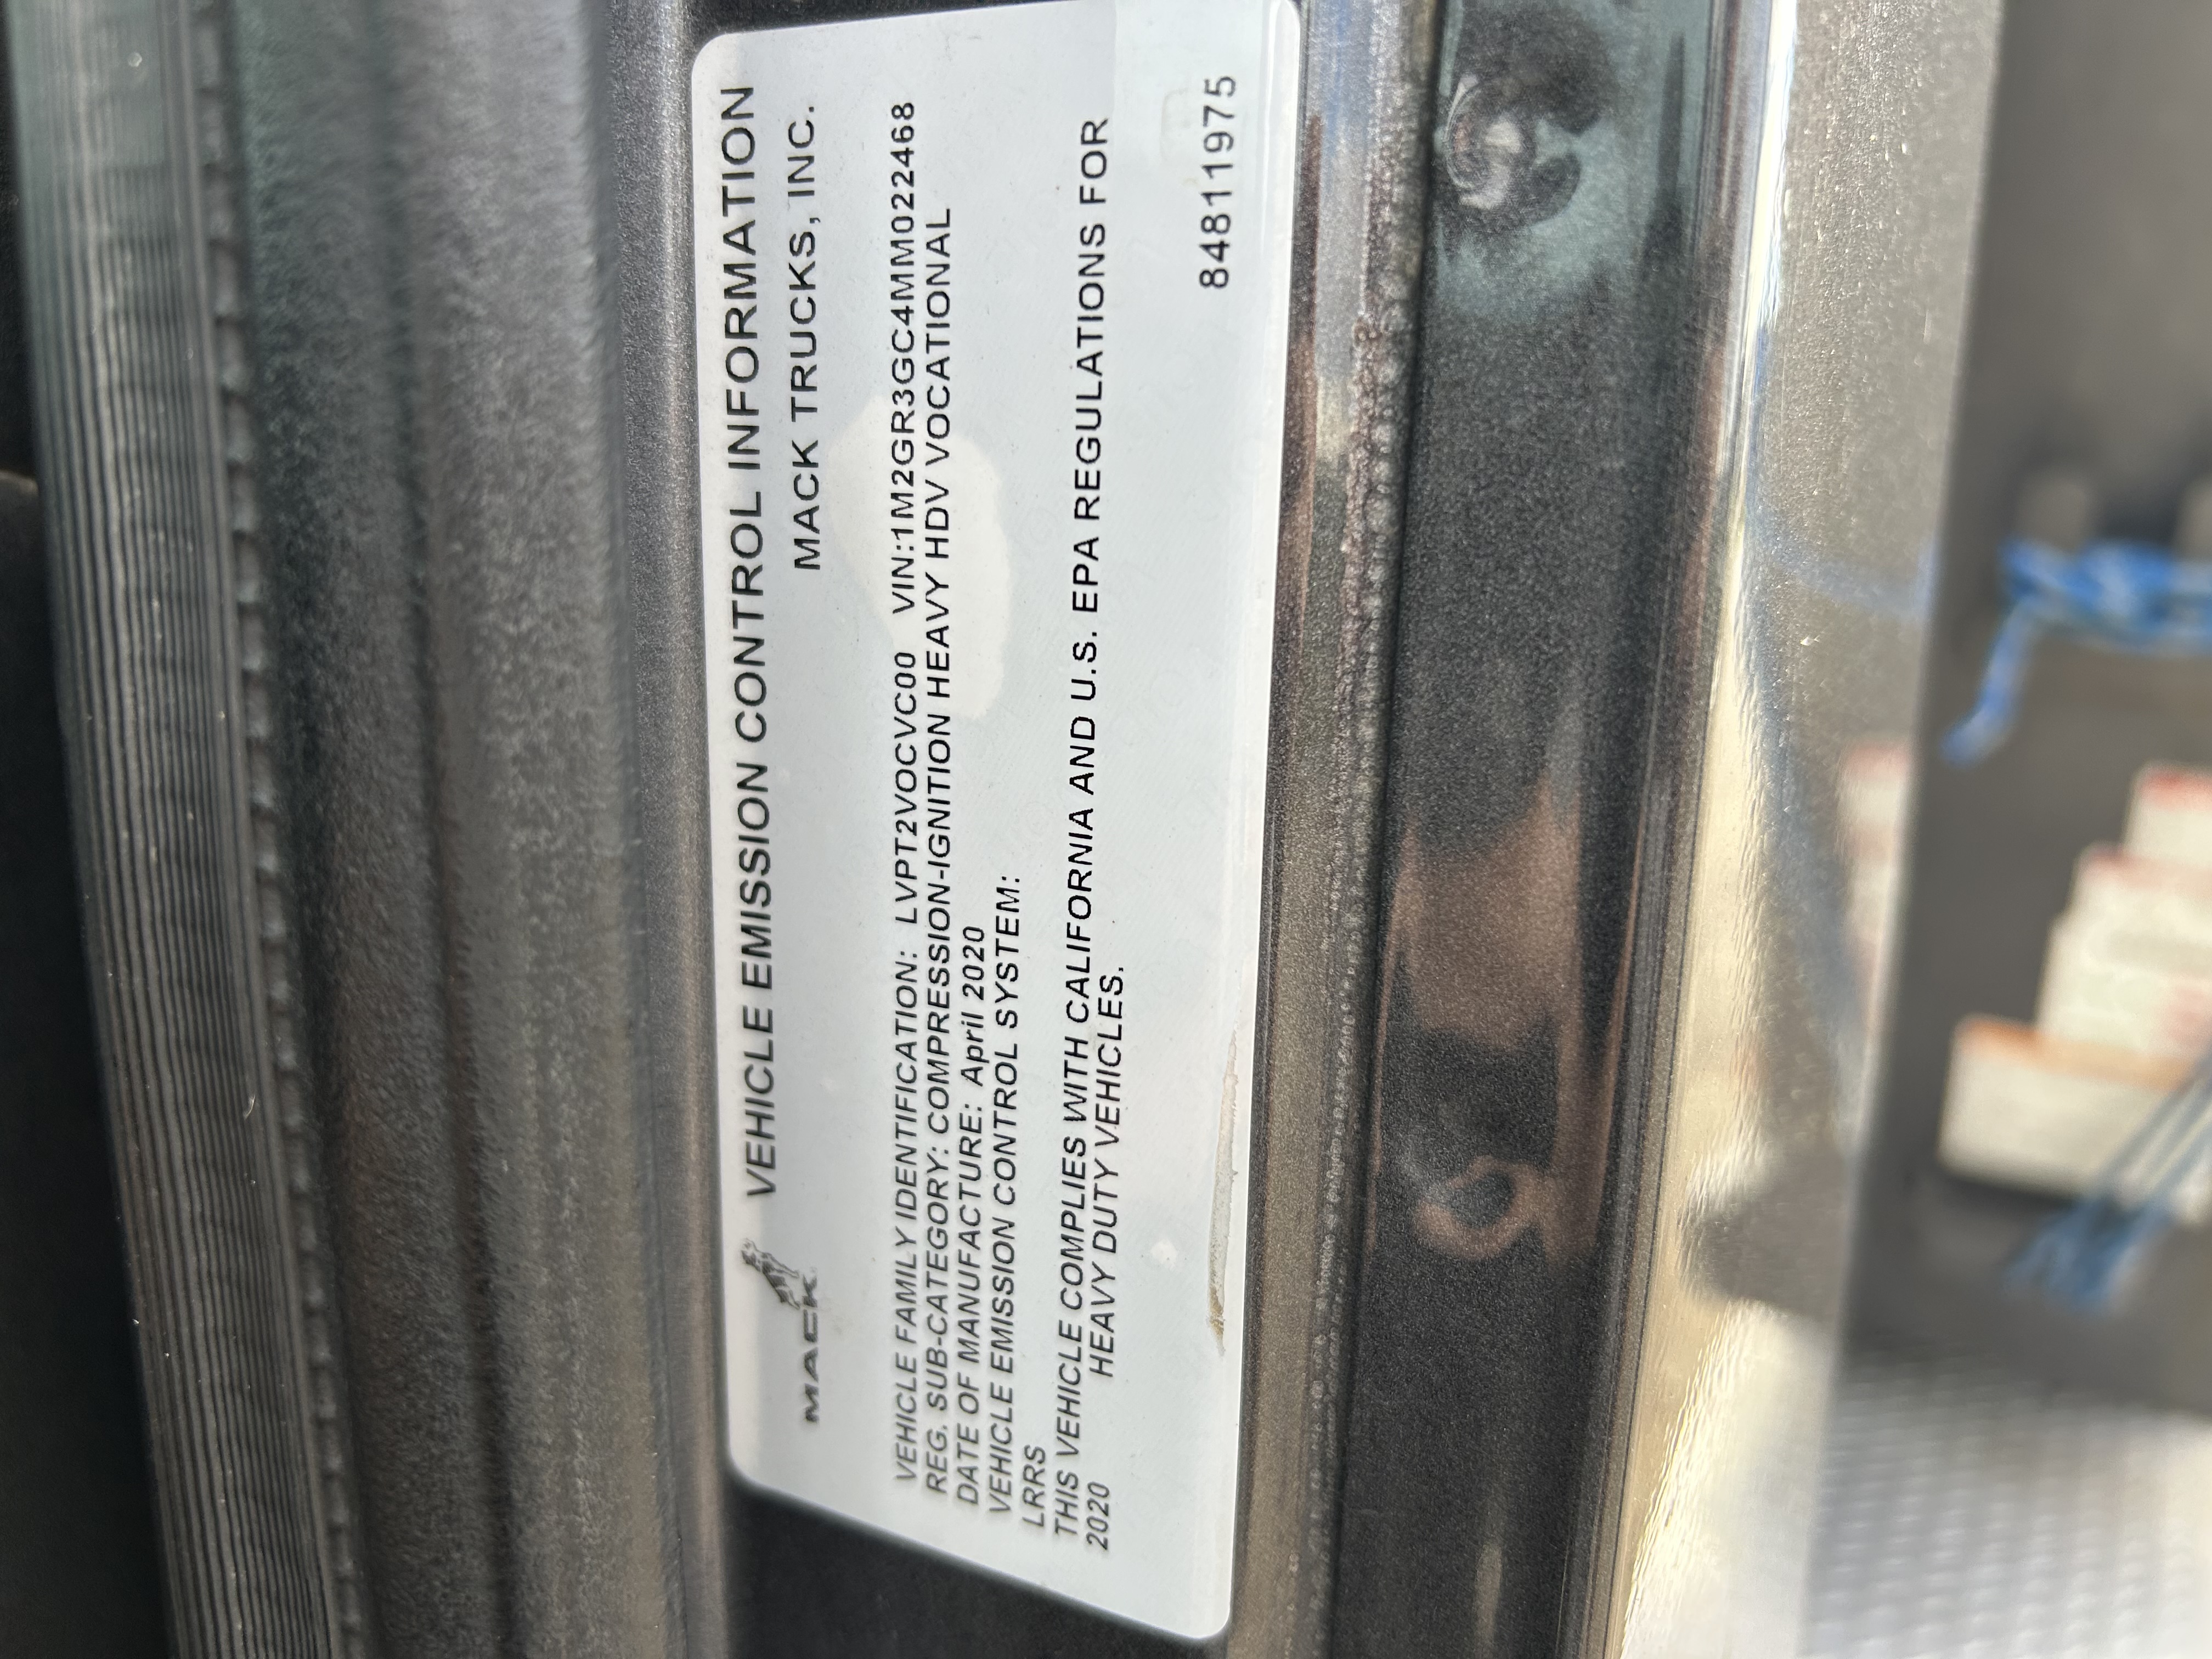 MACK
VEHICLE EMISSION CONTROL INFORMATION
MACK TRUCKS, INC.
VEHICLE FAMILY IDENTIFICATION: LVPT2VOCVC00 VIN:1M2GR3GC4MM022468
REG. SUB-CATEGORY: COMPRESSION-IGNITION HEAVY HDV VOCATIONAL
DATE OF MANUFACTURE: April 2020
VEHICLE EMISSION CONTROL SYSTEM:
LRRS
THIS VEHICLE COMPLIES WITH CALIFORNIA AND U.S. EPA REGULATIONS FOR
2020 HEAVY DUTY VEHICLES.
84811975